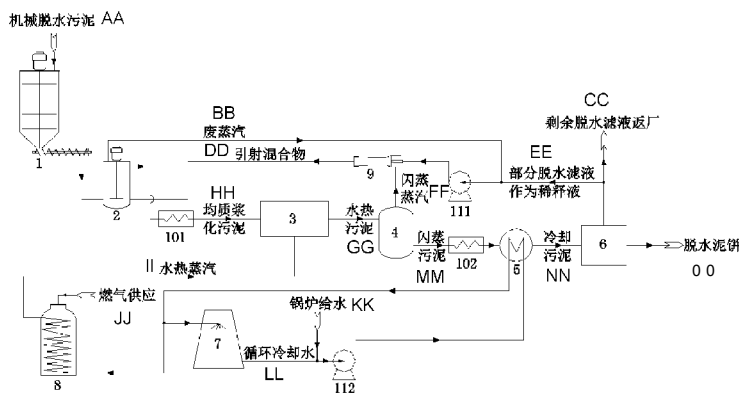 机械脱水污泥 AA
1
BB
废蒸汽
CC
剩余脱水滤液返厂
DD 引射混合物
9
EE
部分脱水滤液
作为稀释液
闪蒸
蒸汽
FF
111
2
HH
均质浆
化污泥
101
3
水热
污泥
GG
4
闪蒸
污泥
MM
102
5
冷却
污泥
NN
6
脱水泥饼
OO
II 水热蒸汽
燃气供应
JJ
8
7
锅炉给水 KK
循环冷却水
LL
112